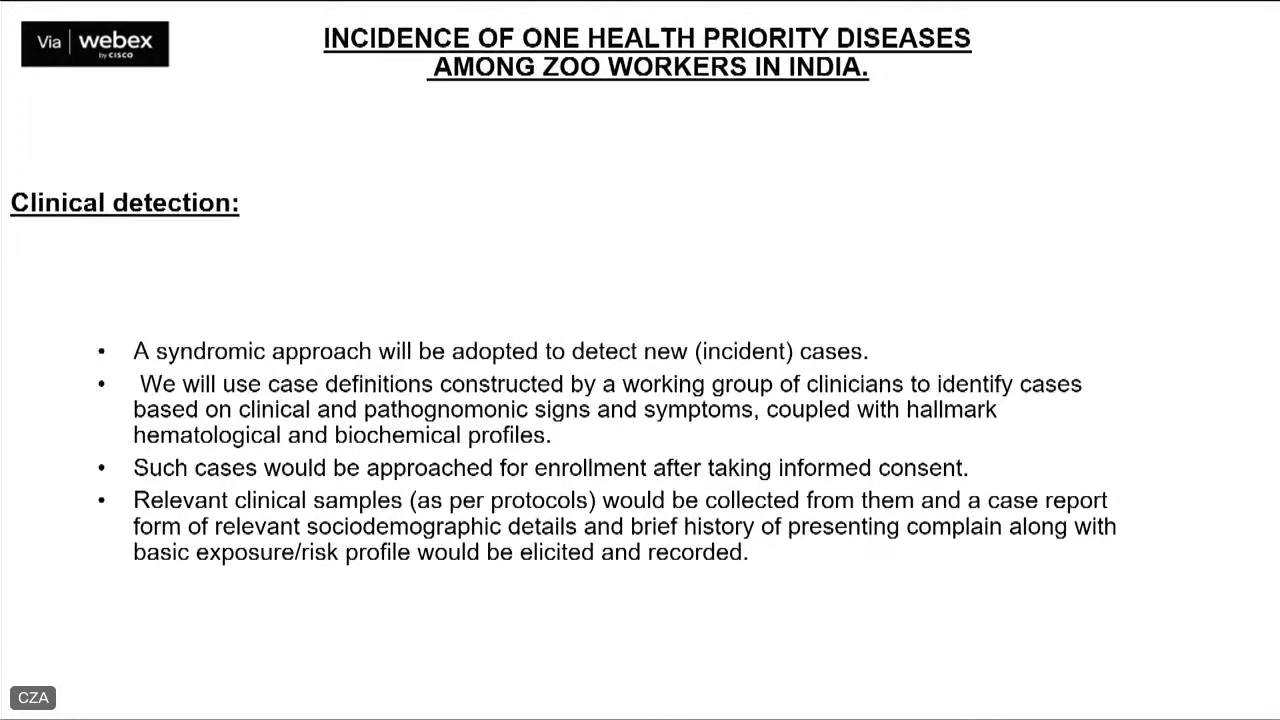 Via webex
by CISCO
INCIDENCE OF ONE HEALTH PRIORITY DISEASES
AMONG ZOO WORKERS IN INDIA.
Clinical detection:
• A syndromic approach will be adopted to detect new (incident) cases.
• We will use case definitions constructed by a working group of clinicians to identify cases
based on clinical and pathognomonic signs and symptoms, coupled with hallmark
hematological and biochemical profiles.
• Such cases would be approached for enrollment after taking informed consent.
• Relevant clinical samples (as per protocols) would be collected from them and a case report
form of relevant sociodemographic details and brief history of presenting complain along with
basic exposure/risk profile would be elicited and recorded.
CZA